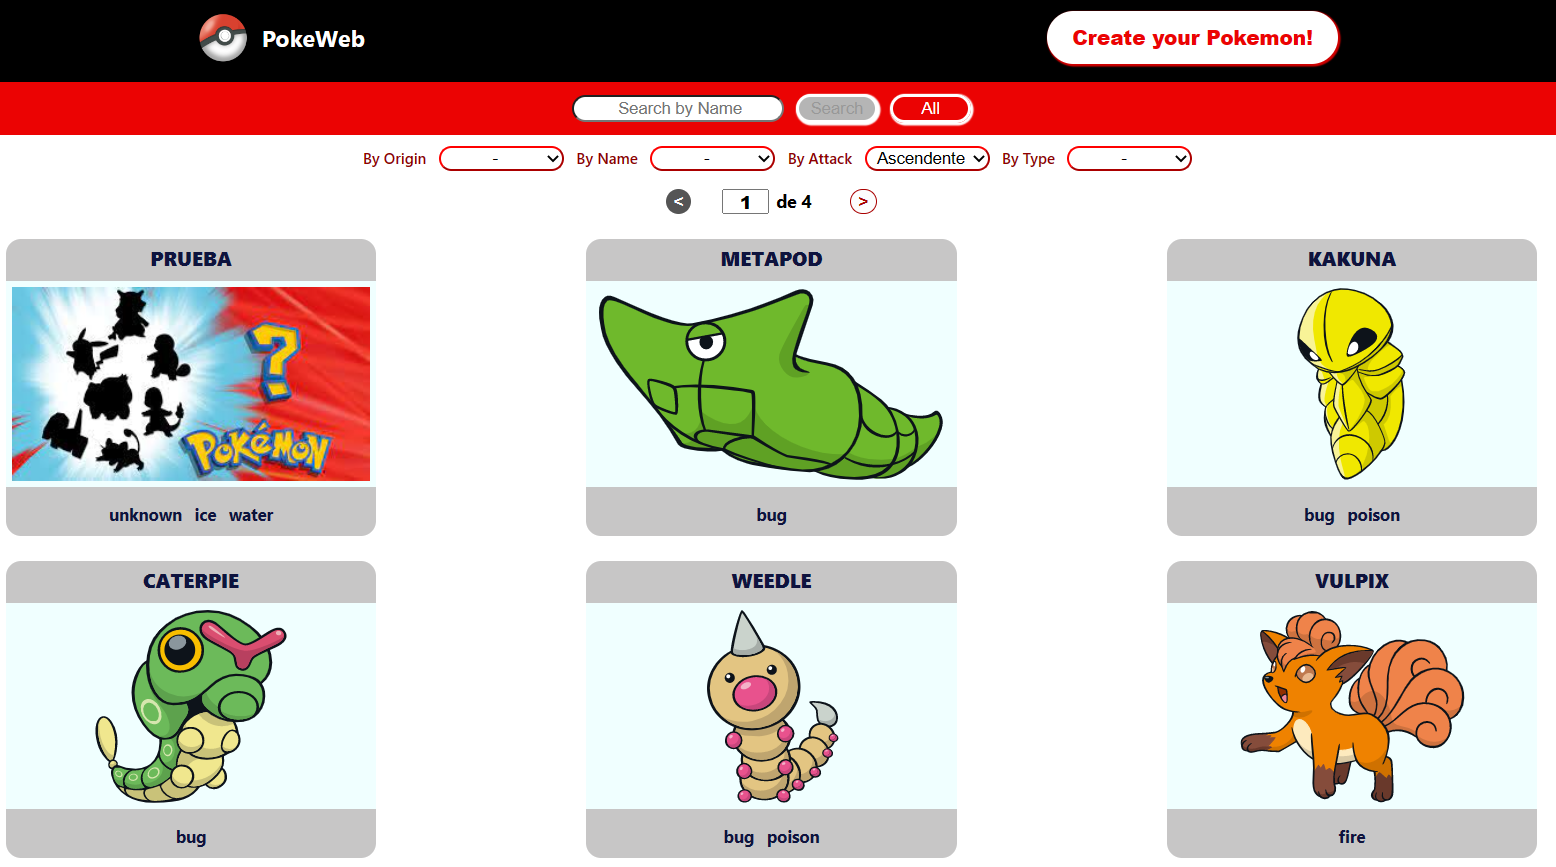 PokeWeb
Create your Pokemon!
Search by Name
Search
All
By Origin - By Name - By Attack Ascendente By Type -
< 1 de 4 >
PRUEBA
METAPOD
KAKUNA
?
POKéMON
unknown ice water
bug
bug poison
CATERPIE
WEEDLE
VULPIX
bug
bug poison
fire